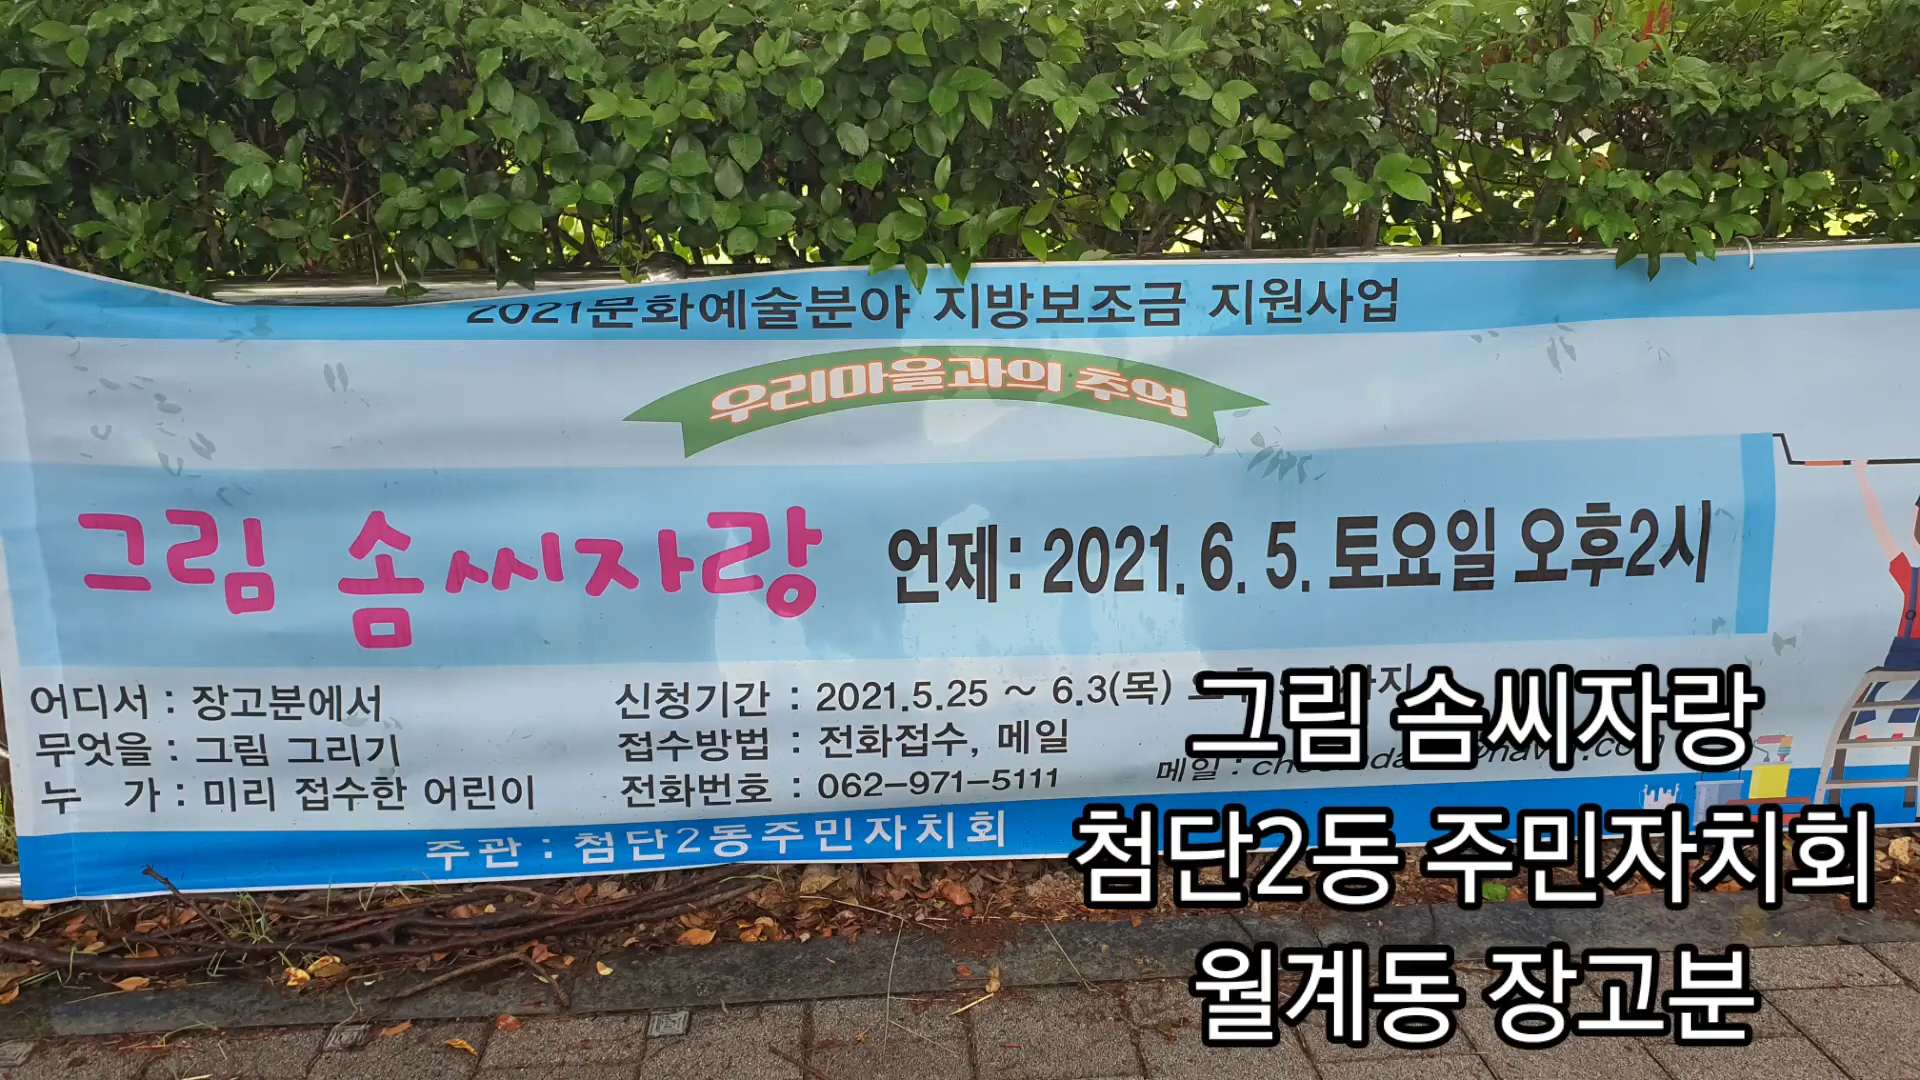 2021문화예술분야 지방보조금 지원사업
우리마을과의 추억
그림 솜씨자랑
언제: 2021. 6. 5. 토요일 오후2시
어디서 : 장고분에서
무엇을 : 그림 그리기
누 가 : 미리 접수한 어린이
신청기간 : 2021.5.25 ~ 6.3(목)
접수방법 : 전화접수, 메일
전화번호 : 062-971-5111
메일 :
주관 : 첨단2동주민자치회
그림 솜씨자랑
첨단2동 주민자치회
월계동 장고분